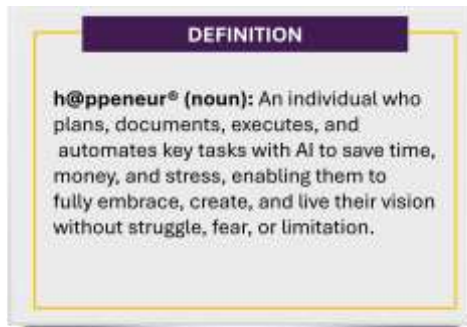 DEFINITION
h@ppeneur® (noun): An individual who
plans, documents, executes, and
automates key tasks with AI to save time,
money, and stress, enabling them to
fully embrace, create, and live their vision
without struggle, fear, or limitation.